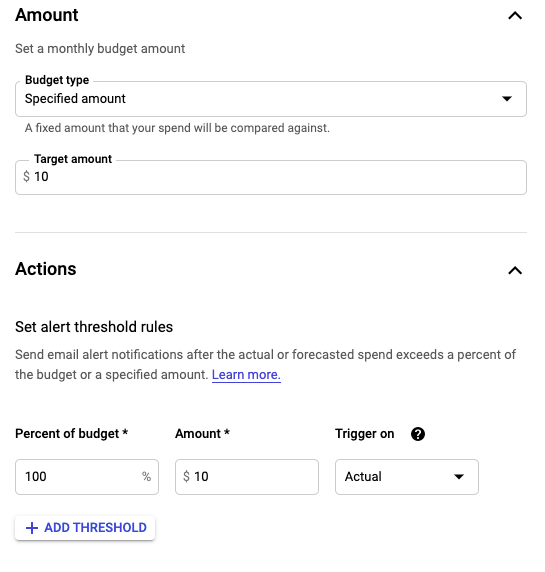 Amount
Set a monthly budget amount
Budget type
Specified amount
A fixed amount that your spend will be compared against.
Target amount
$ 10
Actions
Set alert threshold rules
Send email alert notifications after the actual or forecasted spend exceeds a percent of
the budget or a specified amount. Learn more.
Percent of budget * Amount * Trigger on ?
100 % $ 10 Actual
+ ADD THRESHOLD